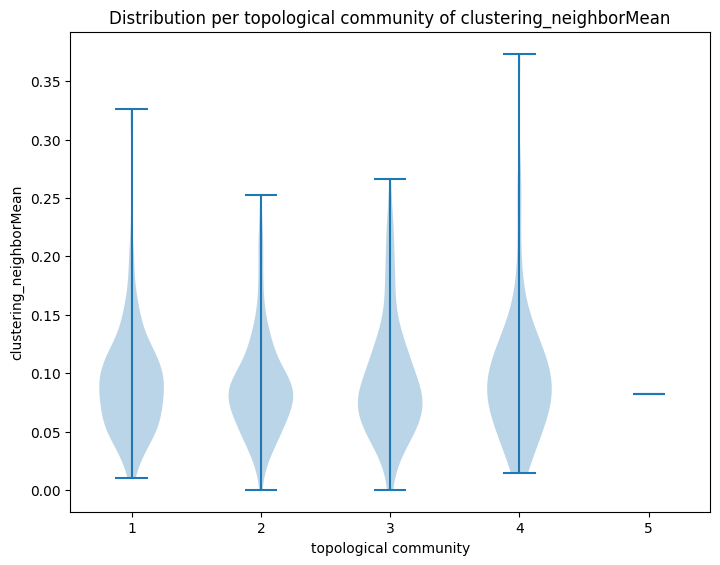 Distribution per topological community of clustering_neighborMean
clustering_neighborMean
0.35
0.30
0.25
0.20
0.15
0.10
0.05
0.00
1 2 3 4 5
topological community